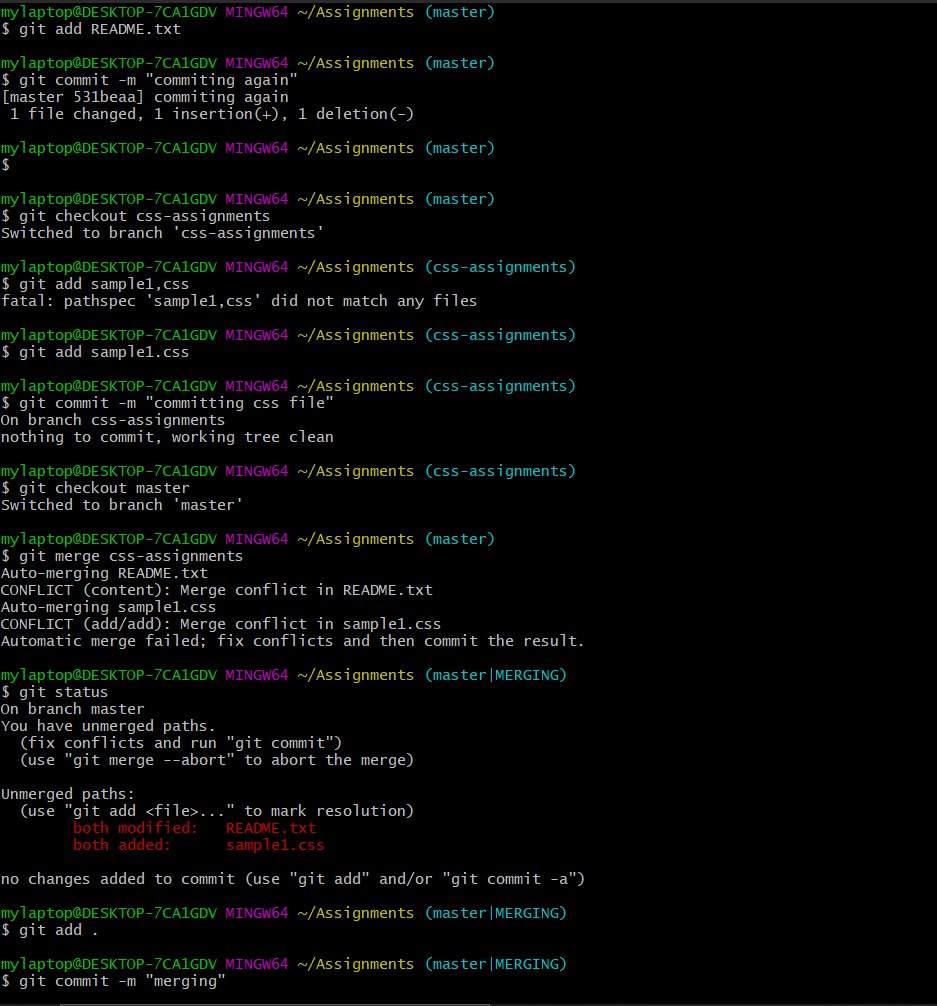 mylaptop@DESKTOP-7CA1GDV MINGW64 ~/Assignments (master)
$ git add README.txt
mylaptop@DESKTOP-7CA1GDV MINGW64 ~/Assignments (master)
$ git commit -m "commiting again"
[master 531beaa] commiting again
1 file changed, 1 insertion(+), 1 deletion(-)
mylaptop@DESKTOP-7CA1GDV MINGW64 ~/Assignments (master)
$
mylaptop@DESKTOP-7CA1GDV MINGW64 ~/Assignments (master)
$ git checkout css-assignments
Switched to branch 'css-assignments'
mylaptop@DESKTOP-7CA1GDV MINGW64 ~/Assignments (css-assignments)
$ git add sample1,css
fatal: pathspec 'sample1,css' did not match any files
mylaptop@DESKTOP-7CA1GDV MINGW64 ~/Assignments (css-assignments)
$ git add sample1.css
mylaptop@DESKTOP-7CA1GDV MINGW64 ~/Assignments (css-assignments)
$ git commit -m "committing css file"
On branch css-assignments
nothing to commit, working tree clean
mylaptop@DESKTOP-7CA1GDV MINGW64 ~/Assignments (css-assignments)
$ git checkout master
Switched to branch 'master'
mylaptop@DESKTOP-7CA1GDV MINGW64 ~/Assignments (master)
$ git merge css-assignments
Auto-merging README.txt
CONFLICT (content): Merge conflict in README.txt
Auto-merging sample1.css
CONFLICT (add/add): Merge conflict in sample1.css
Automatic merge failed; fix conflicts and then commit the result.
mylaptop@DESKTOP-7CA1GDV MINGW64 ~/Assignments (master|MERGING)
$ git status
On branch master
You have unmerged paths.
(fix conflicts and run "git commit")
(use "git merge --abort" to abort the merge)
Unmerged paths:
(use "git add <file>..." to mark resolution)
both modified: README.txt
both added: sample1.css
no changes added to commit (use "git add" and/or "git commit -a")
mylaptop@DESKTOP-7CA1GDV MINGW64 ~/Assignments (master|MERGING)
$ git add .
mylaptop@DESKTOP-7CA1GDV MINGW64 ~/Assignments (master|MERGING)
$ git commit -m "merging"